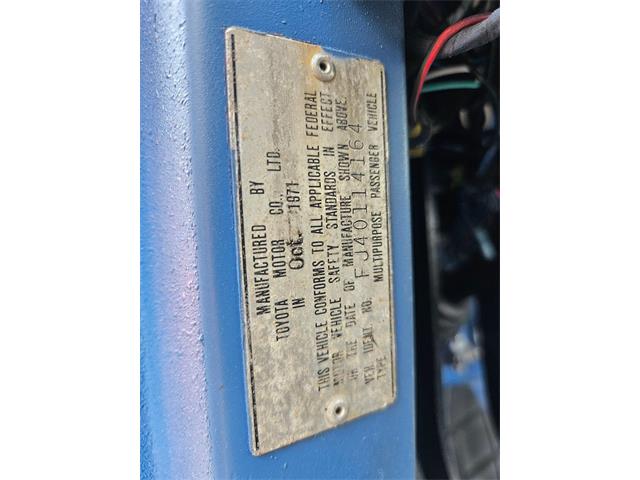 MANUFACTURED BY
TOYOTA MOTOR CO., LTD.
IN Oct. 1971
THIS VEHICLE CONFORMS TO ALL APPLICABLE FEDERAL
MOTOR VEHICLE SAFETY STANDARDS IN EFFECT
ON THE DATE OF MANUFACTURE SHOWN ABOVE.
VEH. IDENT. NO. FJ40114164
TYPE MULTIPURPOSE PASSENGER VEHICLE